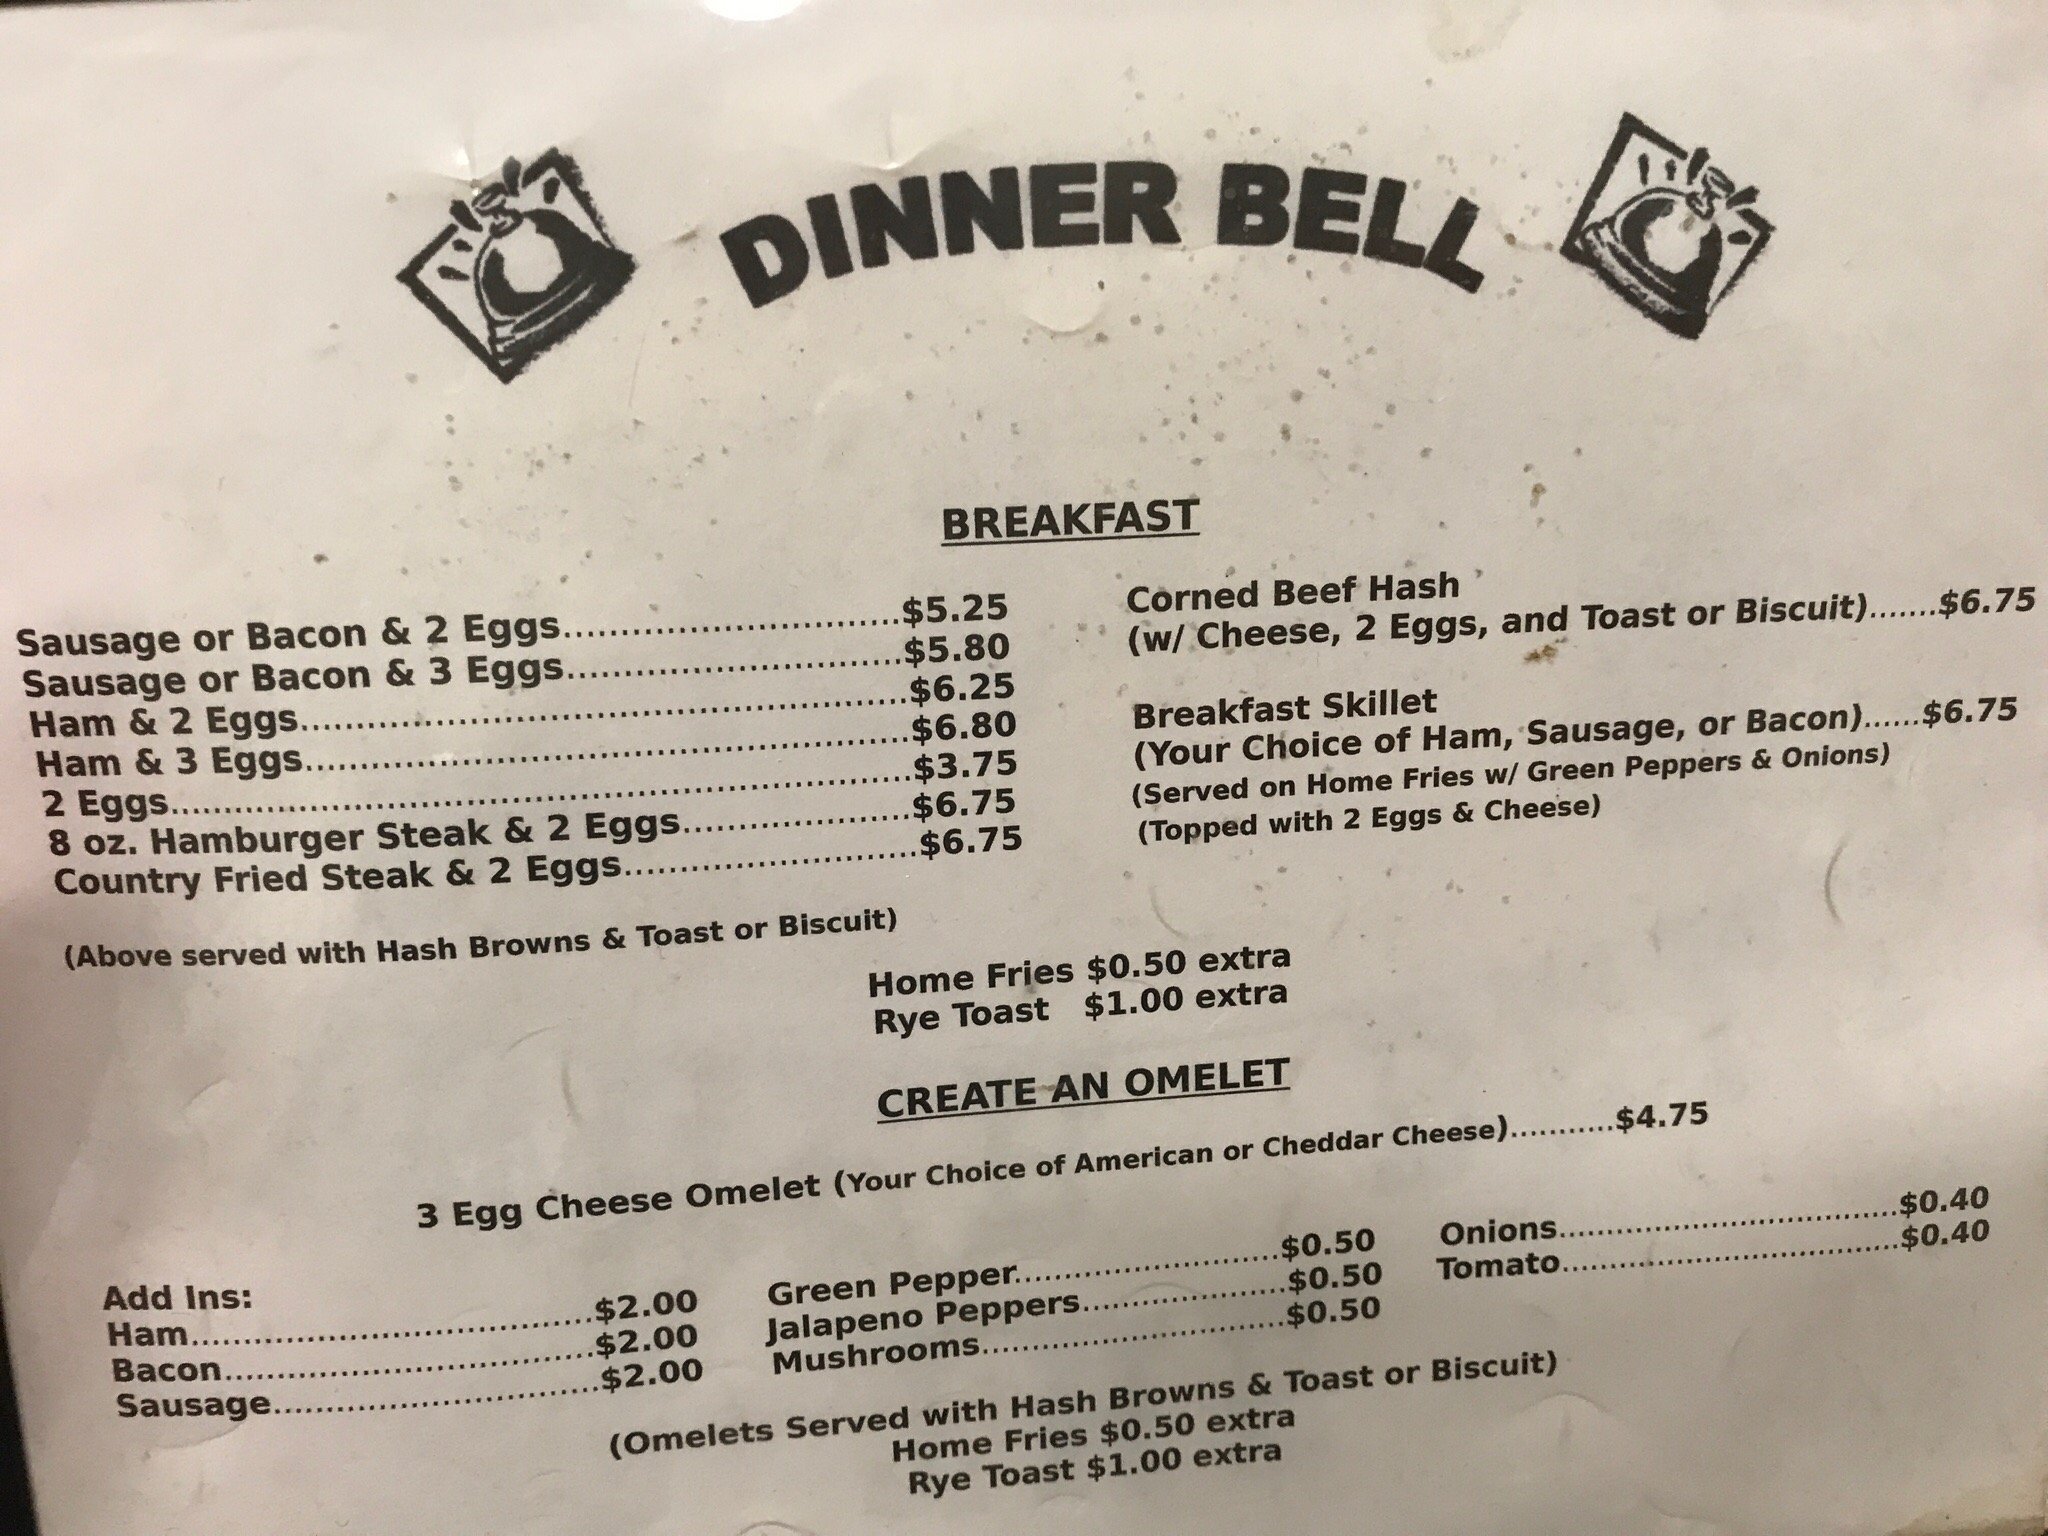 DINNER BELL
BREAKFAST
Sausage or Bacon & 2 Eggs..............................$5.25
Sausage or Bacon & 3 Eggs..............................$5.80
Ham & 2 Eggs......................................................$6.25
Ham & 3 Eggs......................................................$6.80
2 Eggs..................................................................$3.75
8 oz. Hamburger Steak & 2 Eggs....................$6.75
Country Fried Steak & 2 Eggs..........................$6.75
(Above served with Hash Browns & Toast or Biscuit)
Corned Beef Hash
(w/ Cheese, 2 Eggs, and Toast or Biscuit).......$6.75
Breakfast Skillet
(Your Choice of Ham, Sausage, or Bacon)......$6.75
(Served on Home Fries w/ Green Peppers & Onions)
(Topped with 2 Eggs & Cheese)
Home Fries $0.50 extra
Rye Toast $1.00 extra
CREATE AN OMELET
3 Egg Cheese Omelet (Your Choice of American or Cheddar Cheese)...........$4.75
Add Ins:
Ham.........................................$2.00
Bacon......................................$2.00
Sausage.................................$2.00
Green Pepper...........................$0.50
Jalapeno Peppers.....................$0.50
Mushrooms...............................$0.50
Onions....................................$0.40
Tomato...................................$0.40
(Omelets Served with Hash Browns & Toast or Biscuit)
Home Fries $0.50 extra
Rye Toast $1.00 extra